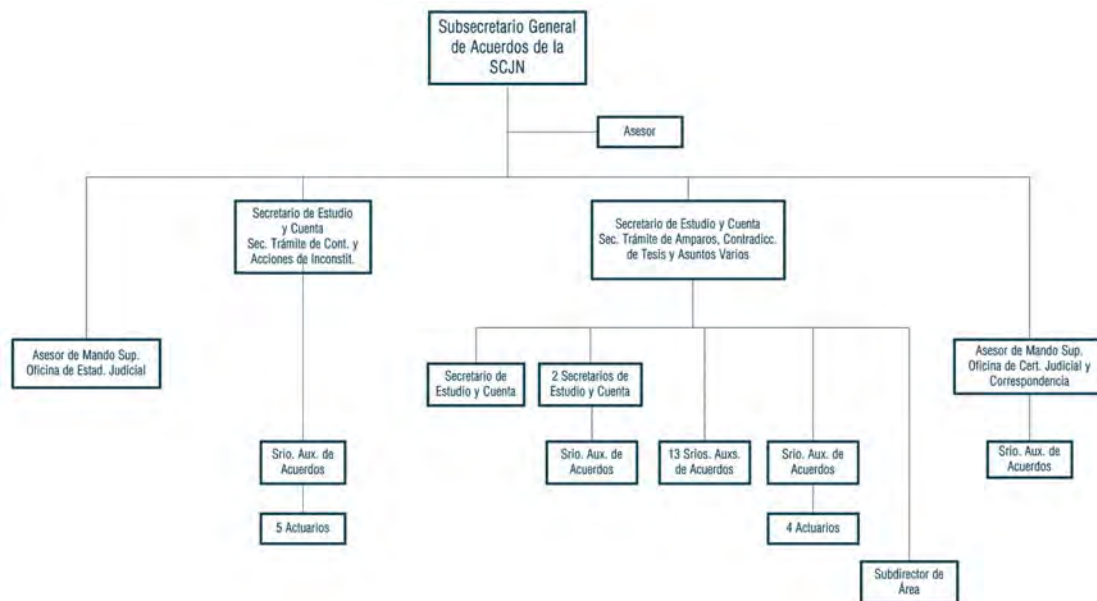 Subsecretario General
de Acuerdos de la
SCJN
Asesor
Secretario de Estudio
y Cuenta
Sec. Trámite de Cont. y
Acciones de Inconstit.
Secretario de Estudio y Cuenta
Sec. Trámite de Amparos, Contradicc.
de Tesis y Asuntos Varios
Asesor de Mando Sup.
Oficina de Estad. Judicial
Asesor de Mando Sup.
Oficina de Cert. Judicial y
Correspondencia
Secretario de
Estudio y Cuenta
2 Secretarios de
Estudio y Cuenta
Srio. Aux. de
Acuerdos
Srio. Aux. de
Acuerdos
13 Srios. Auxs.
de Acuerdos
Srio. Aux. de
Acuerdos
Srio. Aux. de
Acuerdos
5 Actuarios
4 Actuarios
Subdirector de
Área